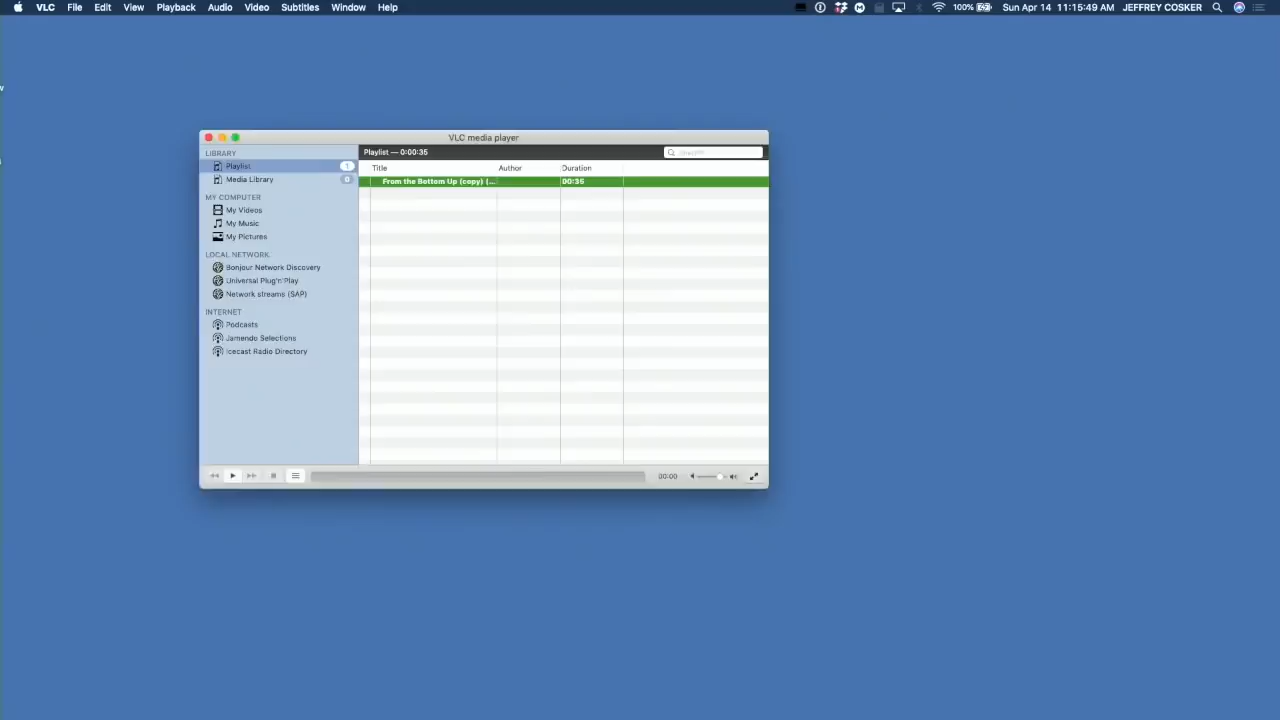 VLC File Edit View Playback Audio Video Subtitles Window Help 100% Sun Apr 14 11:15:49 AM JEFFREY COSKER
VLC media player
LIBRARY
Playlist 1
Media Library 0
MY COMPUTER
My Videos
My Music
My Pictures
LOCAL NETWORK
Bonjour Network Discovery
Universal Plug'n'Play
Network streams (SAP)
INTERNET
Podcasts
Jamendo Selections
Icecast Radio Directory
Playlist — 0:00:35 Search
Title Author Duration
From the Bottom Up (copy) (... 00:35
00:00